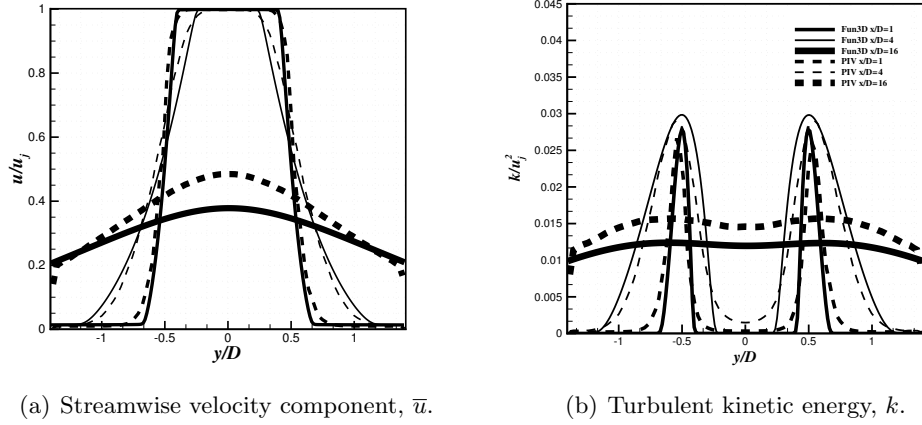 u/u_j
1
0.8
0.6
0.4
0.2
0
-1 -0.5 0 0.5 1
y/D
(a) Streamwise velocity component, u̅.
k/u_j^2
0.045
0.04
0.035
0.03
0.025
0.02
0.015
0.01
0.005
0
-1 -0.5 0 0.5 1
y/D
Fun3D x/D=1
Fun3D x/D=4
Fun3D x/D=16
PIV x/D=1
PIV x/D=4
PIV x/D=16
(b) Turbulent kinetic energy, k.